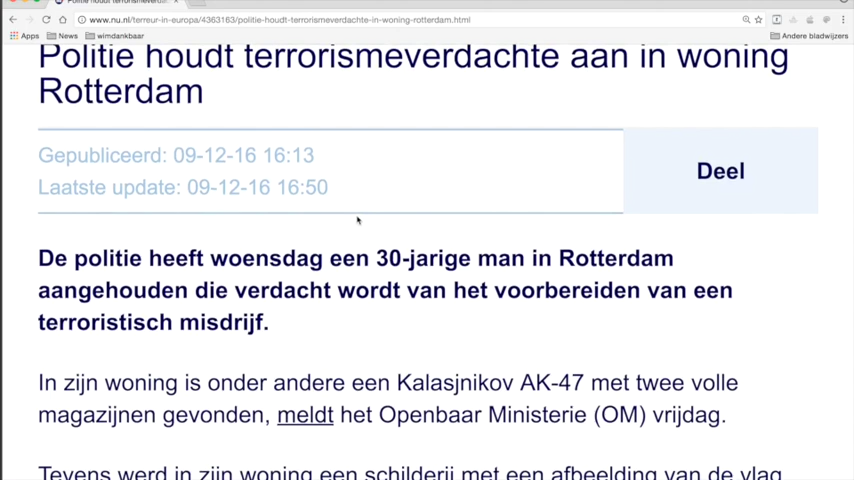 Politie houdt terrorismeverdac
www.nu.nl/terreur-in-europa/4363163/politie-houdt-terrorismeverdachte-in-woning-rotterdam.html
Apps News wimdankbaar Andere bladwijzers
Politie houdt terrorismeverdachte aan in woning
Rotterdam
Gepubliceerd: 09-12-16 16:13
Laatste update: 09-12-16 16:50
Deel
De politie heeft woensdag een 30-jarige man in Rotterdam
aangehouden die verdacht wordt van het voorbereiden van een
terroristisch misdrijf.
In zijn woning is onder andere een Kalasjnikov AK-47 met twee volle
magazijnen gevonden, meldt het Openbaar Ministerie (OM) vrijdag.
Tevens werd in zijn woning een schilderij met een afbeelding van de vlag